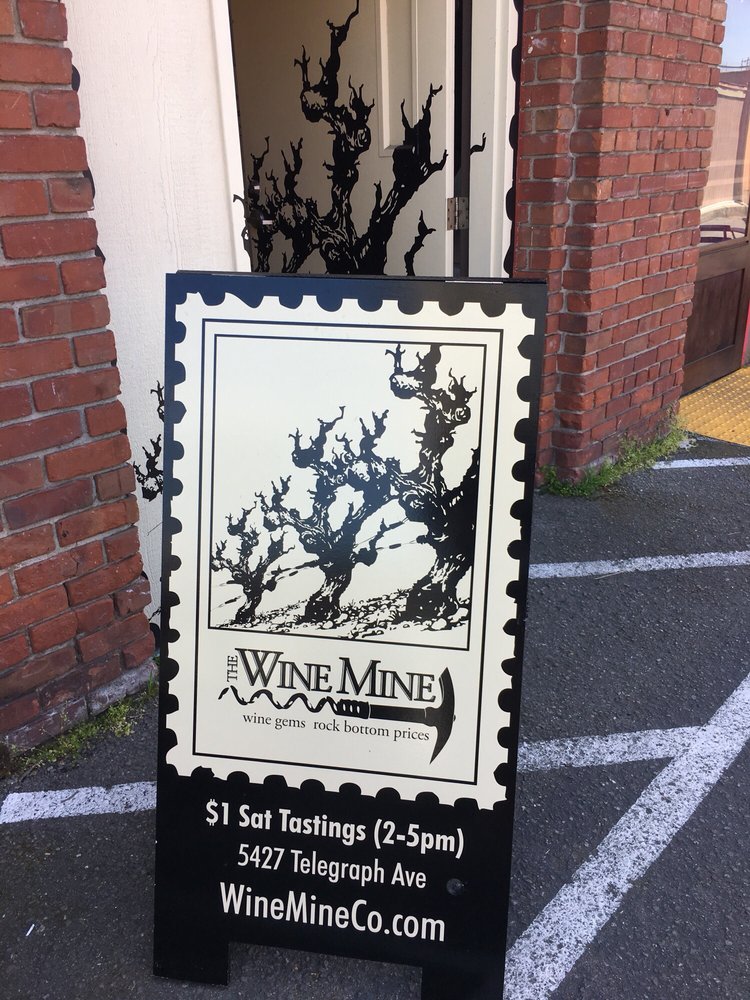 THE WINE MINE
wine gems rock bottom prices
$1 Sat Tastings (2-5pm)
5427 Telegraph Ave
WineMineCo.com